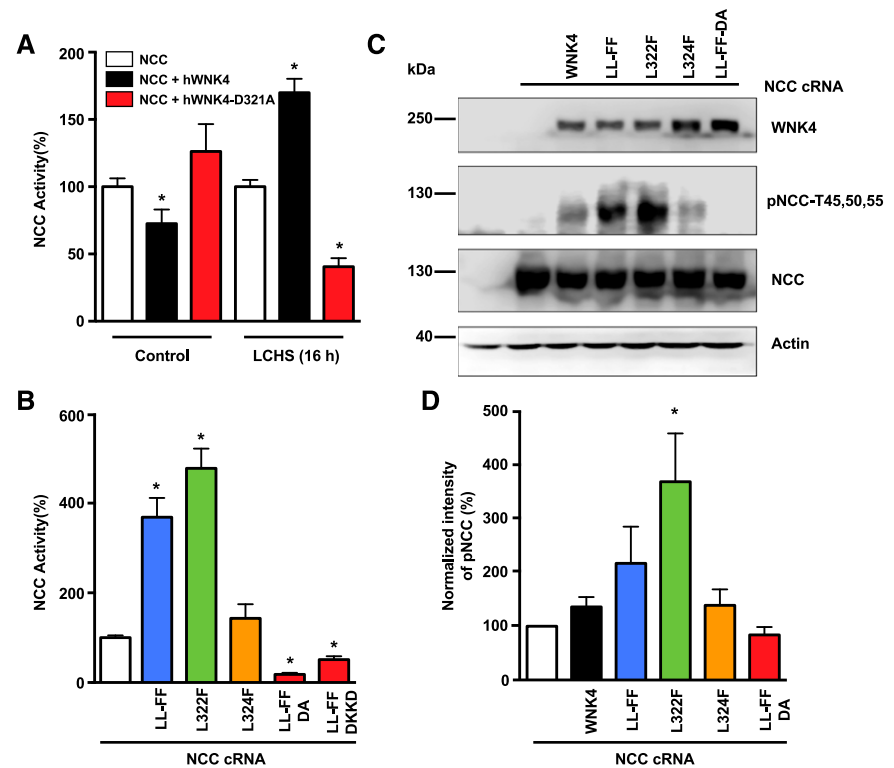 A
NCC Activity(%)
200
150
100
50
0
NCC
NCC + hWNK4
NCC + hWNK4-D321A
*
*
*
Control
LCHS (16 h)
B
NCC Activity(%)
600
400
200
0
*
*
*
*
LL-FF
L322F
L324F
LL-FF
DA
LL-FF
DKKD
NCC cRNA
C
kDa
WNK4
LL-FF
L322F
L324F
LL-FF-DA
NCC cRNA
250
WNK4
130
pNCC-T45,50,55
130
NCC
40
Actin
D
Normalized intensity
of pNCC (%)
500
400
300
200
100
0
*
WNK4
LL-FF
L322F
L324F
LL-FF
DA
NCC cRNA